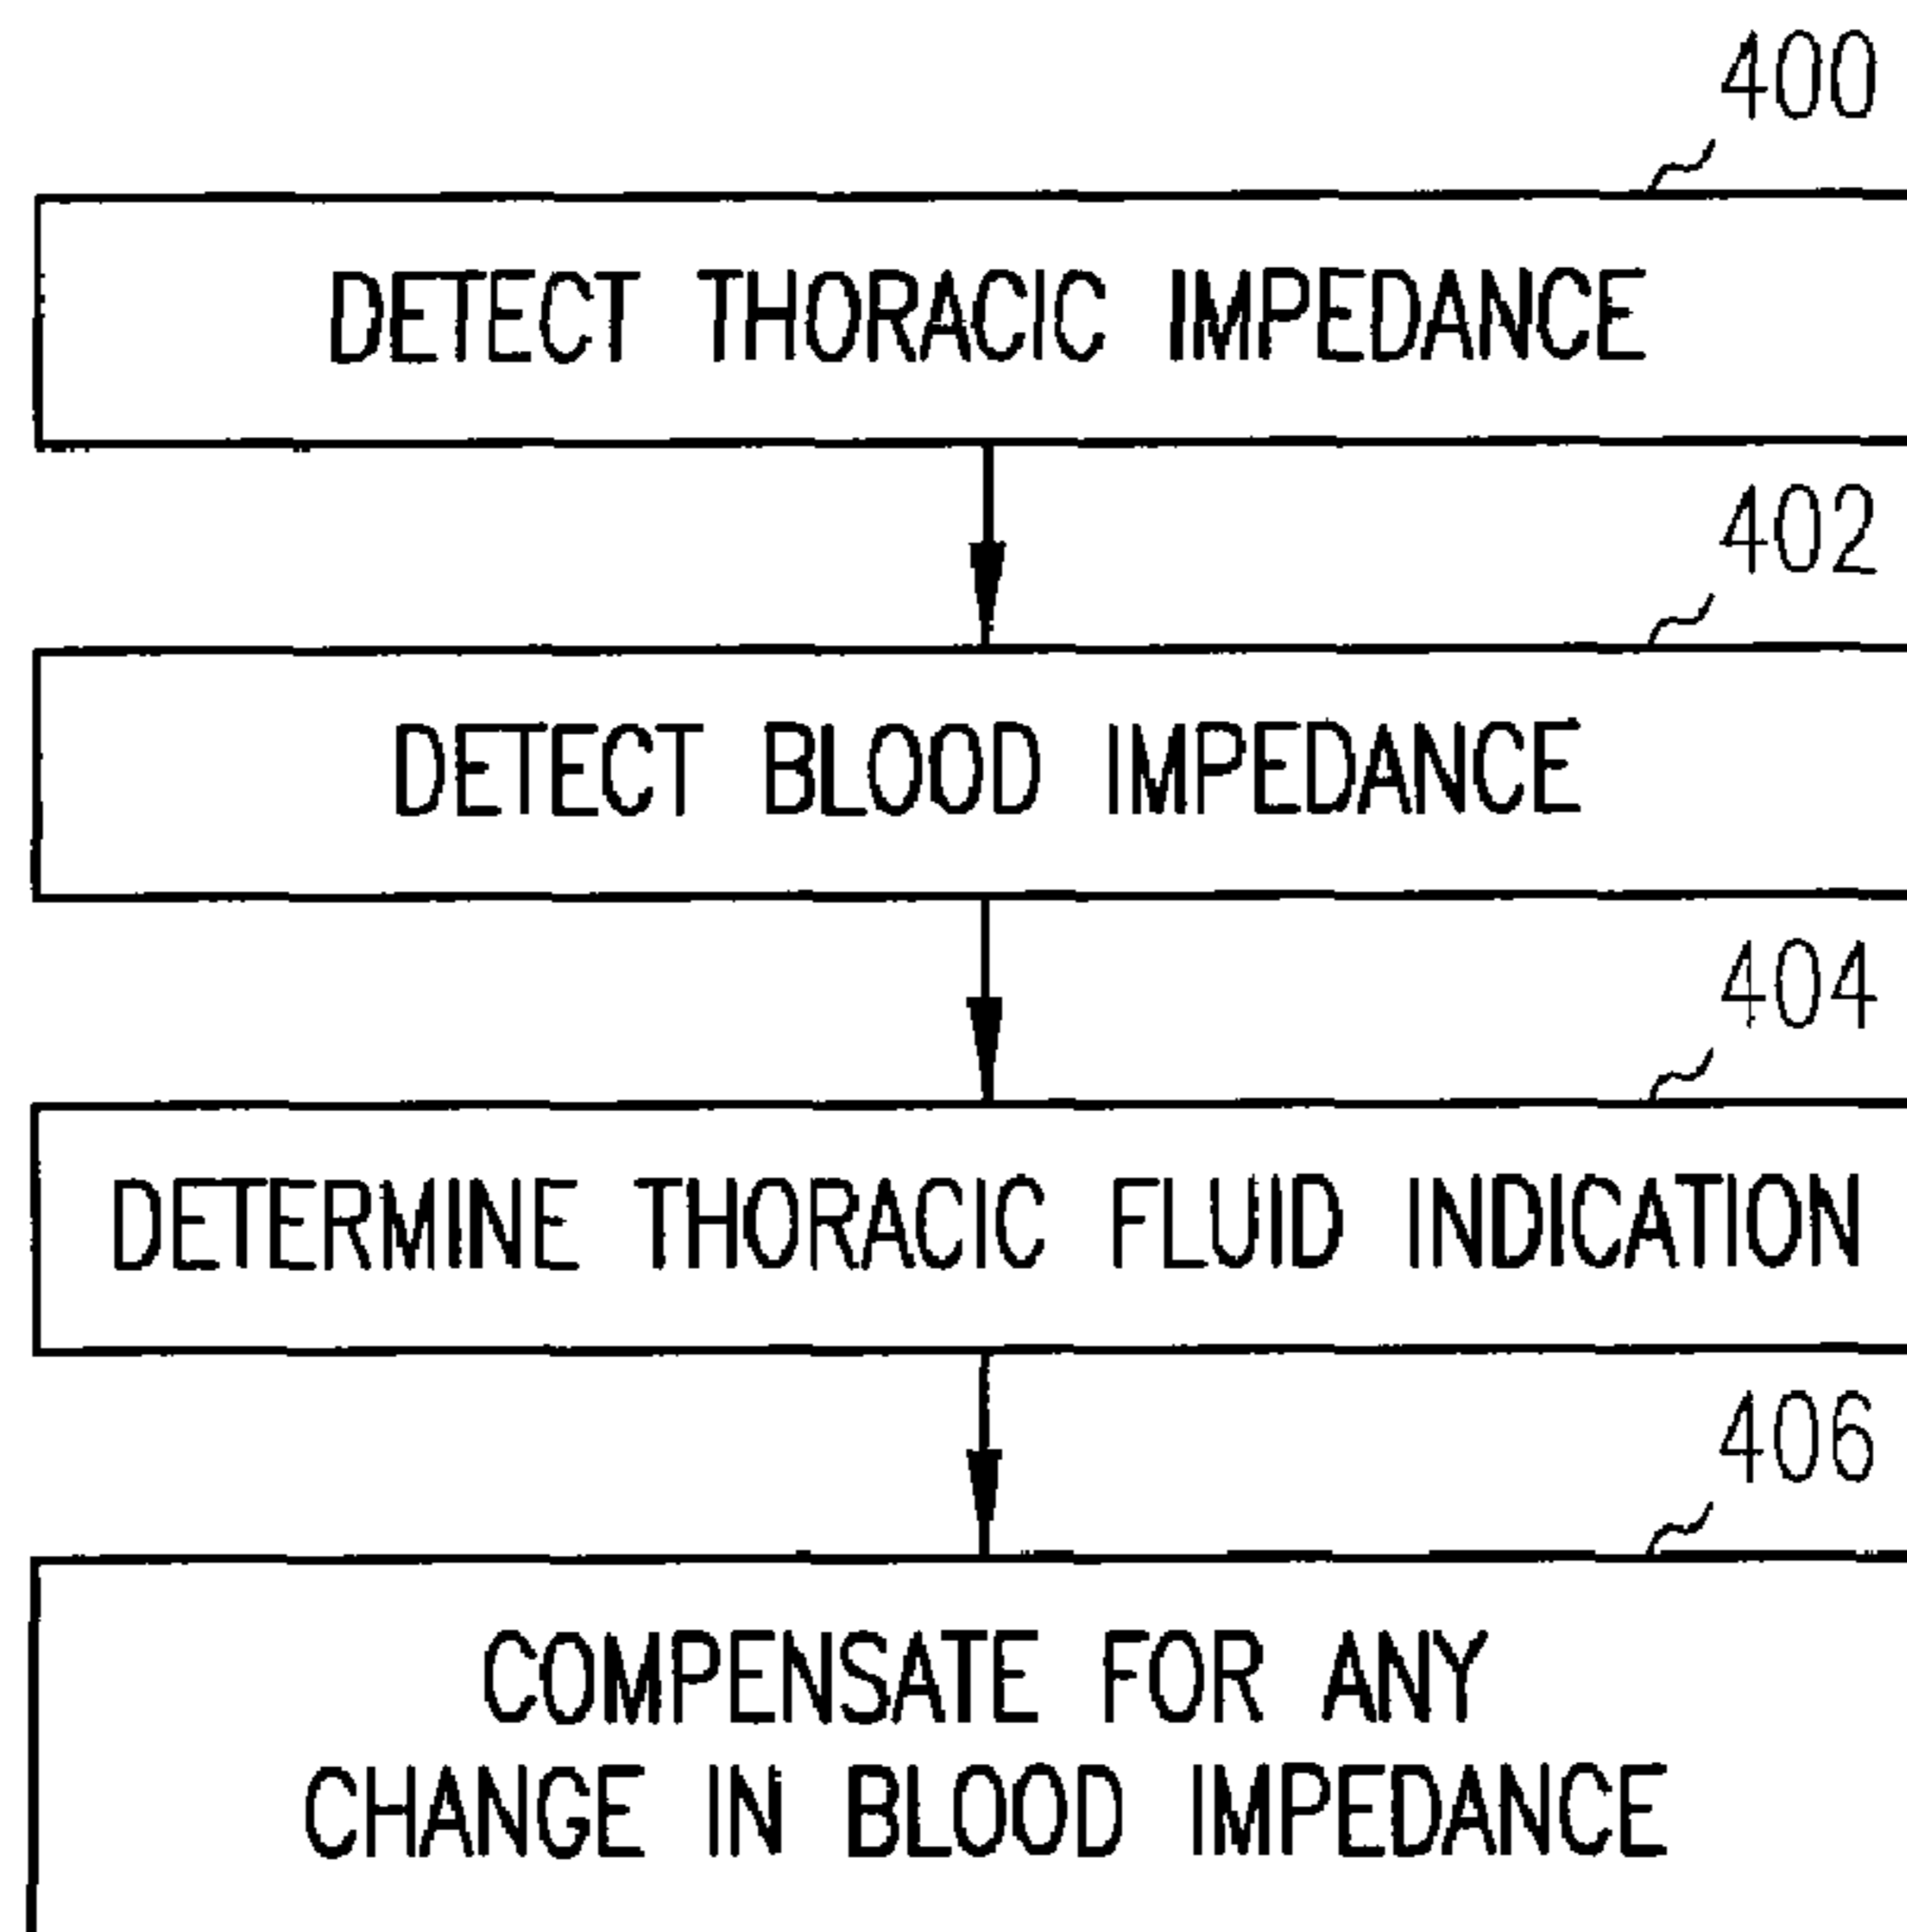 400
DETECT THORACIC IMPEDANCE
402
DETECT BLOOD IMPEDANCE
404
DETERMINE THORACIC FLUID INDICATION
406
COMPENSATE FOR ANY
CHANGE IN BLOOD IMPEDANCE